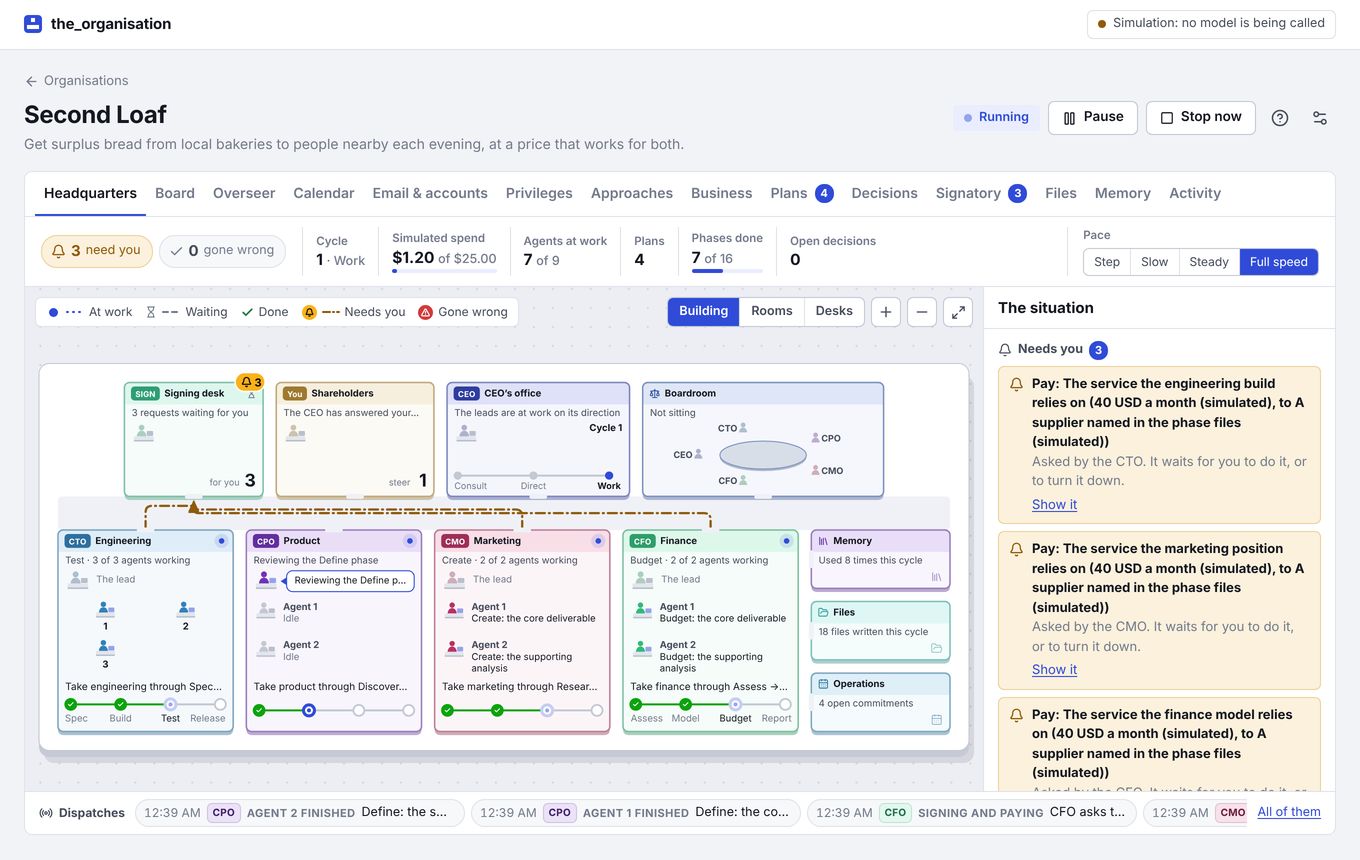 the_organisation
Simulation: no model is being called
Organisations
Second Loaf
Running
Pause
Stop now
Get surplus bread from local bakeries to people nearby each evening, at a price that works for both.
Headquarters
Board
Overseer
Calendar
Email & accounts
Privileges
Approaches
Business
Plans 4
Decisions
Signatory 3
Files
Memory
Activity
3 need you
0 gone wrong
Cycle
1 · Work
Simulated spend
$1.20 of $25.00
Agents at work
7 of 9
Plans
4
Phases done
7 of 16
Open decisions
0
Pace
Step
Slow
Steady
Full speed
At work
Waiting
Done
Needs you
Gone wrong
Building
Rooms
Desks
SIGN Signing desk
3
3 requests waiting for you
for you 3
You Shareholders
The CEO has answered your...
steer 1
CEO CEO's office
The leads are at work on its direction
Cycle 1
Consult
Direct
Work
Boardroom
Not sitting
CTO
CPO
CEO
CMO
CFO
CTO Engineering
Test · 3 of 3 agents working
The lead
1
2
3
Take engineering through Spec...
Spec
Build
Test
Release
CPO Product
Reviewing the Define phase
Reviewing the Define p...
Agent 1
Idle
Agent 2
Idle
Take product through Discover...
CMO Marketing
Create · 2 of 2 agents working
The lead
Agent 1
Create: the core deliverable
Agent 2
Create: the supporting
analysis
Take marketing through Resear...
CFO Finance
Budget · 2 of 2 agents working
The lead
Agent 1
Budget: the core deliverable
Agent 2
Budget: the supporting
analysis
Take finance through Assess →...
Assess
Model
Budget
Report
Memory
Used 8 times this cycle
Files
18 files written this cycle
Operations
4 open commitments
The situation
Needs you 3
Pay: The service the engineering build
relies on (40 USD a month (simulated), to A
supplier named in the phase files
(simulated))
Asked by the CTO. It waits for you to do it, or
to turn it down.
Show it
Pay: The service the marketing position
relies on (40 USD a month (simulated), to A
supplier named in the phase files
(simulated))
Asked by the CMO. It waits for you to do it,
or to turn it down.
Show it
Pay: The service the finance model relies
on (40 USD a month (simulated), to A
supplier named in the phase files
(simulated))
Asked by the CFO. It waits for you to do it, or
Dispatches
12:39 AM CPO AGENT 2 FINISHED Define: the s...
12:39 AM CPO AGENT 1 FINISHED Define: the co...
12:39 AM CFO SIGNING AND PAYING CFO asks t...
12:39 AM CMO
All of them